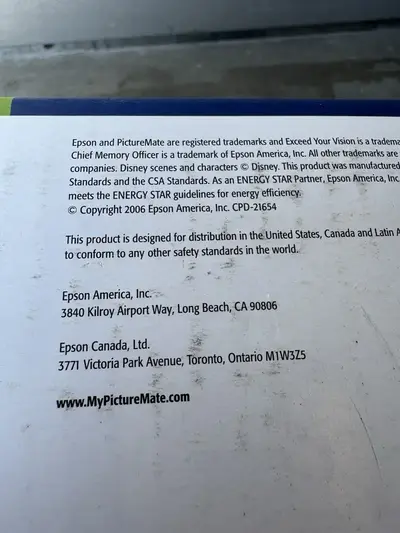 Epson and PictureMate are registered trademarks and Exceed Your Vision is a
Chief Memory Officer is a trademark of Epson America, Inc. All other trademarks are
companies. Disney scenes and characters © Disney. This product was manufactured
Standards and the CSA Standards. As an ENERGY STAR Partner, Epson America, Inc.
meets the ENERGY STAR guidelines for energy efficiency.
© Copyright 2006 Epson America, Inc. CPD-21654
This product is designed for distribution in the United States, Canada and Latin
to conform to any other safety standards in the world.
Epson America, Inc.
3840 Kilroy Airport Way, Long Beach, CA 90806
Epson Canada, Ltd.
3771 Victoria Park Avenue, Toronto, Ontario M1W3Z5
www.MyPictureMate.com